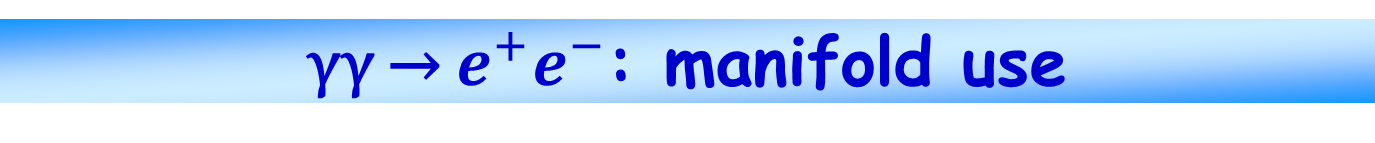 γγ → e⁺e⁻: manifold use